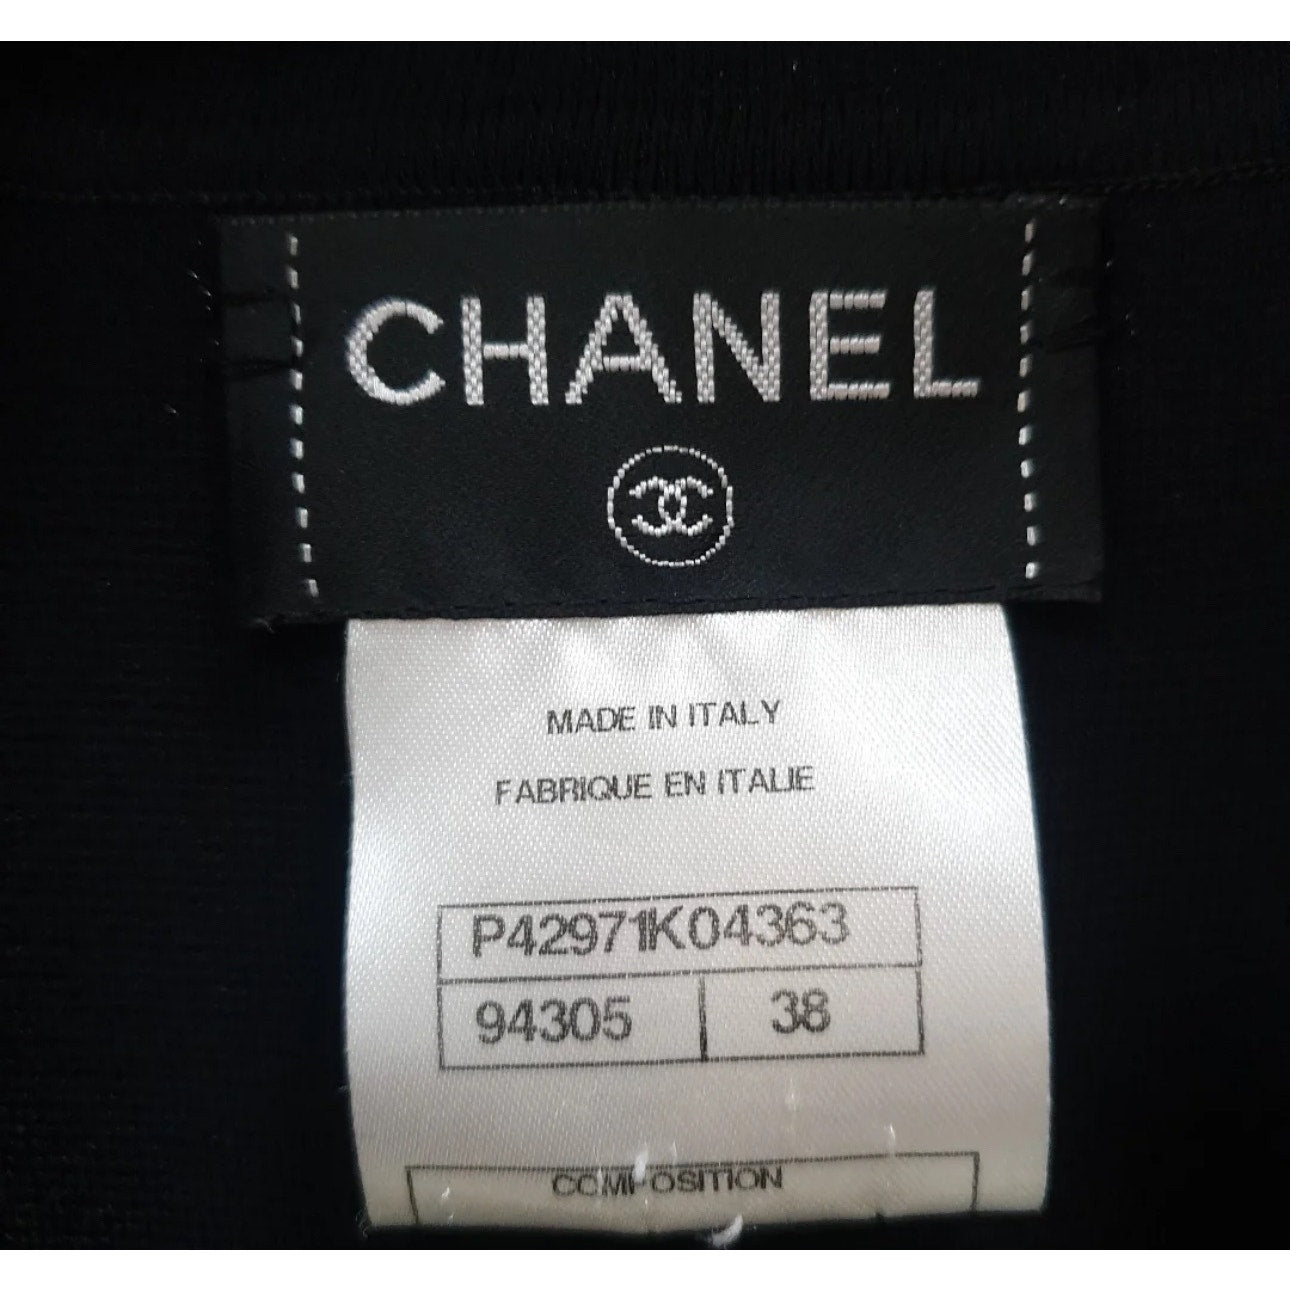 CHANEL
MADE IN ITALY
FABRIQUE EN ITALIE
P42971K04363
94305 38
COMPOSITION